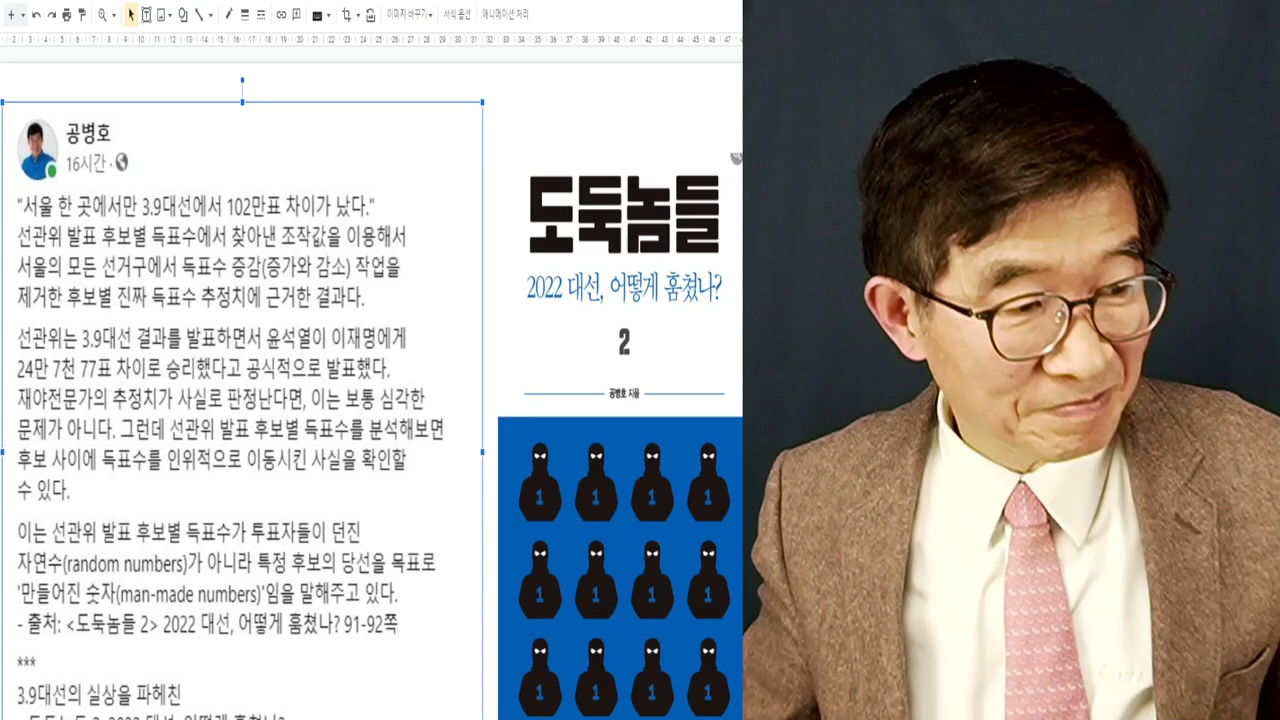 이미지 바꾸기
서식 옵션
애니메이션 처리
공병호
16시간
"서울 한 곳에서만 3.9대선에서 102만표 차이가 났다."
선관위 발표 후보별 득표수에서 찾아낸 조작값을 이용해서
서울의 모든 선거구에서 득표수 증감(증가와 감소) 작업을
제거한 후보별 진짜 득표수 추정치에 근거한 결과다.
선관위는 3.9대선 결과를 발표하면서 윤석열이 이재명에게
24만 7천 77표 차이로 승리했다고 공식적으로 발표했다.
재야전문가의 추정치가 사실로 판정난다면, 이는 보통 심각한
문제가 아니다. 그런데 선관위 발표 후보별 득표수를 분석해보면
후보 사이에 득표수를 인위적으로 이동시킨 사실을 확인할
수 있다.
이는 선관위 발표 후보별 득표수가 투표자들이 던진
자연수(random numbers)가 아니라 특정 후보의 당선을 목표로
'만들어진 숫자(man-made numbers)'임을 말해주고 있다.
- 출처: <도둑놈들 2> 2022 대선, 어떻게 훔쳤나? 91-92쪽
***
3.9대선의 실상을 파헤친
도둑놈들
2022 대선, 어떻게 훔쳤나?
2
공병호 지음
1 1 1 1
1 1 1 1
1 1 1 1